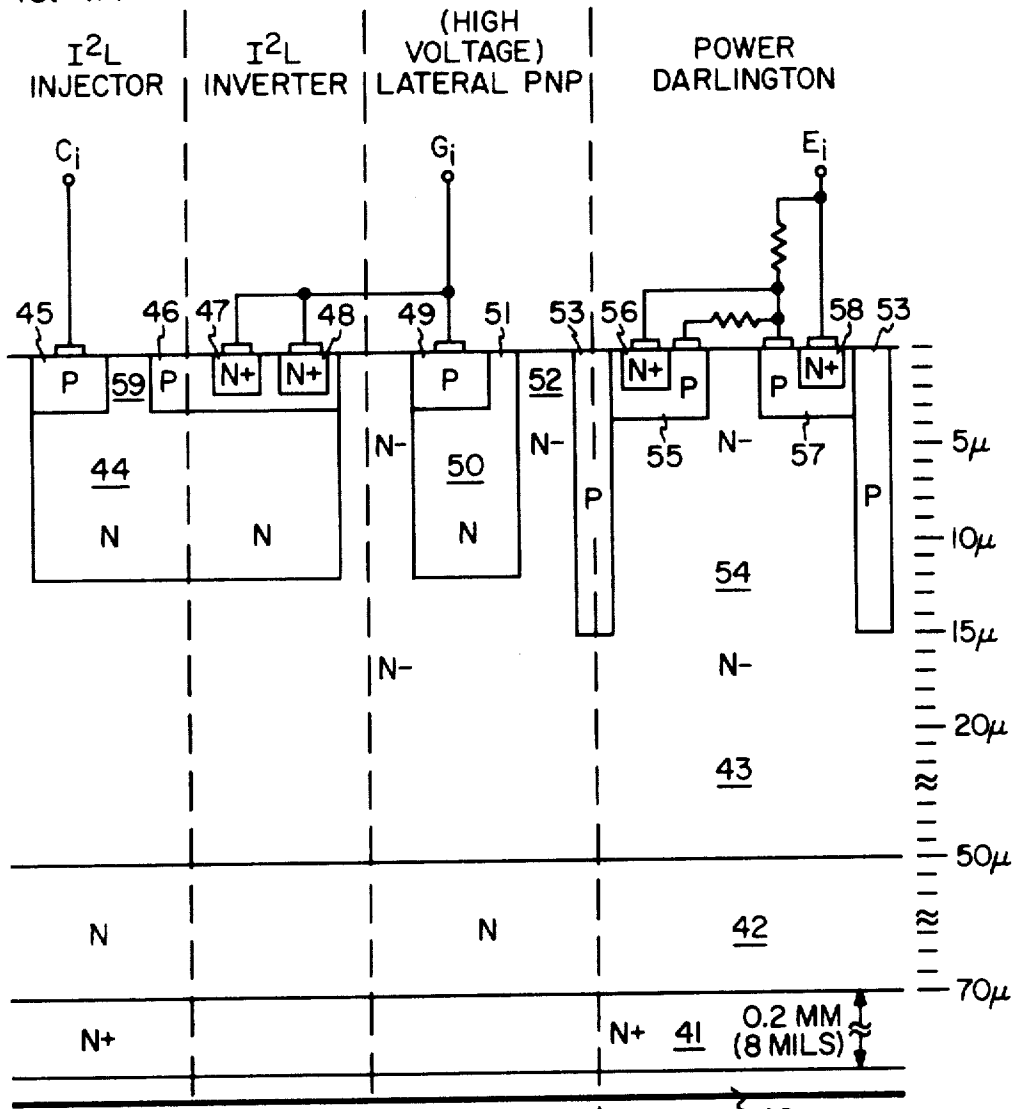 I²L INJECTOR
I²L INVERTER
(HIGH VOLTAGE) LATERAL PNP
POWER DARLINGTON
Ci
Gi
Ei
45
46
47
48
49
51
53
56
58
53
P
59
P
N+
N+
P
52
N+
P
P
N+
44
N-
50
N-
55
N-
57
5μ
N
N
N
P
P
10μ
54
15μ
N-
N-
20μ
43
50μ
N
N
42
70μ
N+
N+
41
0.2 MM
(8 MILS)